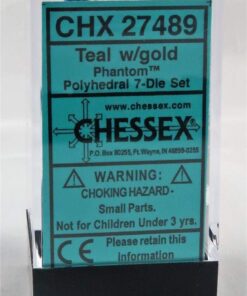 CHX 27489
Teal w/gold
Phantom™
Polyhedral 7-Die Set
www.chessex.com
CHESSEX®
P.O. Box 80255, Ft. Wayne, IN 46898-0255
⚠ WARNING:
CHOKING HAZARD-
Small Parts.
Not for Children Under 3 yrs.
CE Please retain this
information